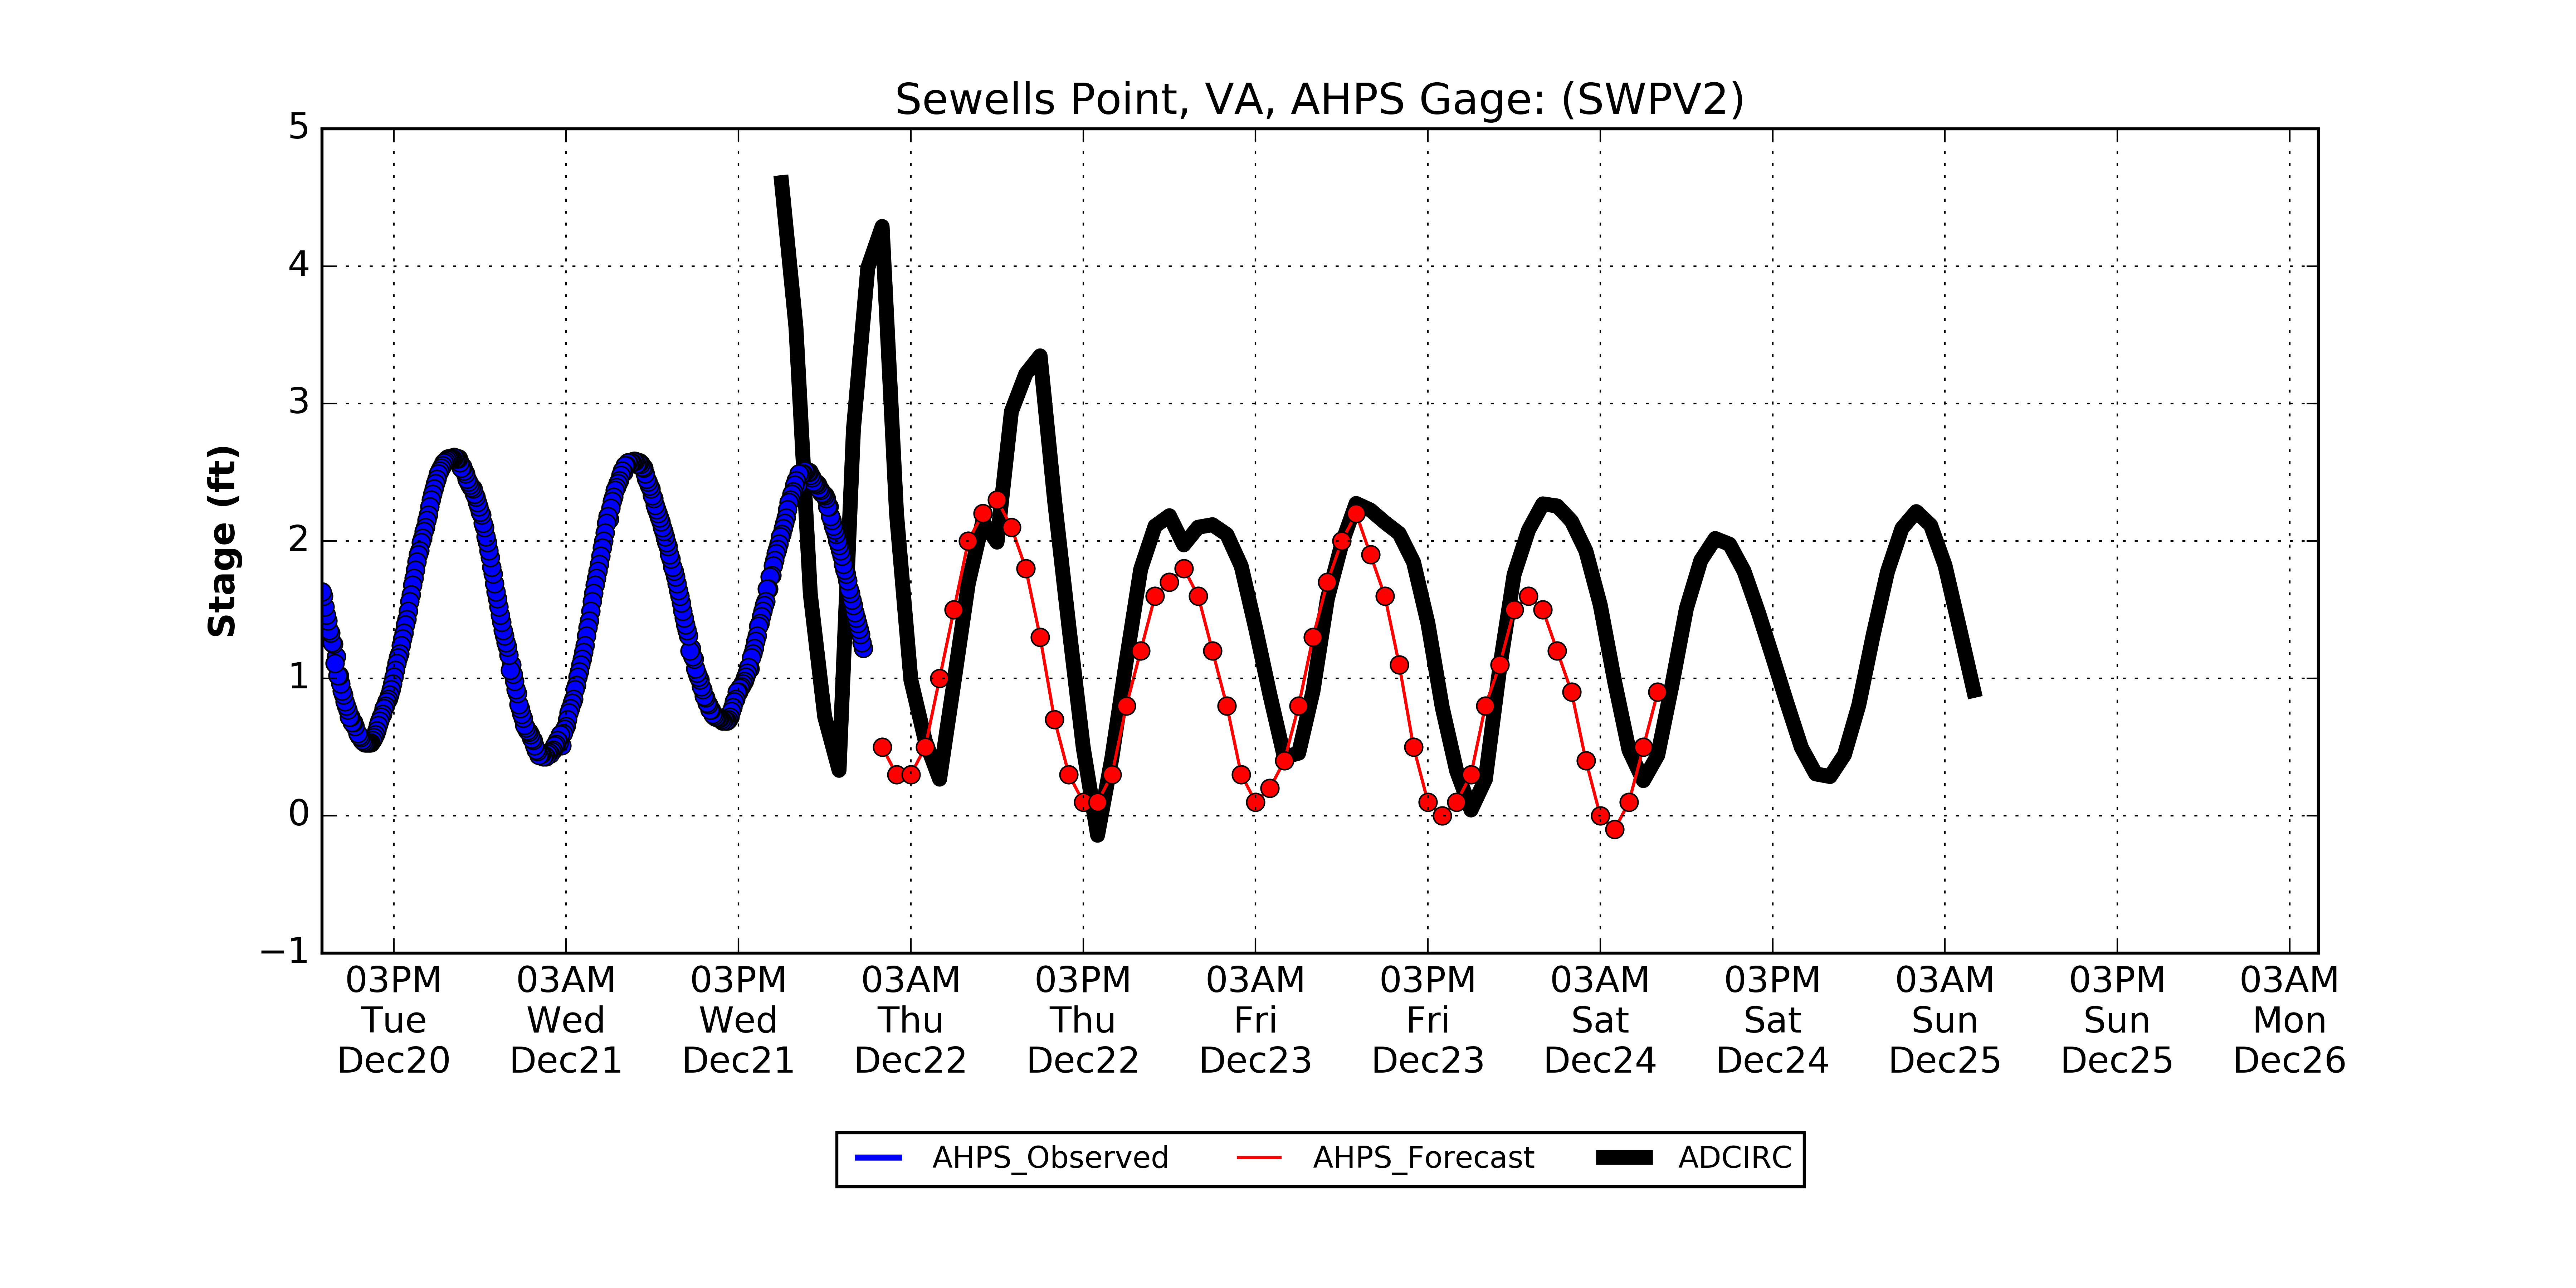 Sewells Point, VA, AHPS Gage: (SWPV2)
5
4
3
2
1
0
−1
Stage (ft)
03PM 03AM 03PM 03AM 03PM 03AM 03PM 03AM 03PM 03AM 03PM 03AM
Tue Wed Wed Thu Thu Fri Fri Sat Sat Sun Sun Mon
Dec20 Dec21 Dec21 Dec22 Dec22 Dec23 Dec23 Dec24 Dec24 Dec25 Dec25 Dec26
AHPS_Observed AHPS_Forecast ADCIRC